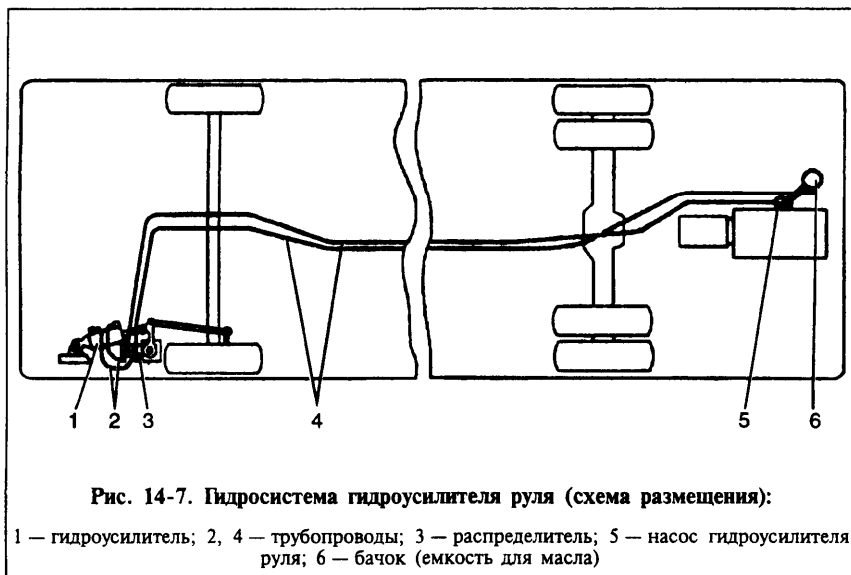 1 2 3 4 5 6
Рис. 14-7. Гидросистема гидроусилителя руля (схема размещения):
1 — гидроусилитель; 2, 4 — трубопроводы; 3 — распределитель; 5 — насос гидроусилителя
руля; 6 — бачок (емкость для масла)